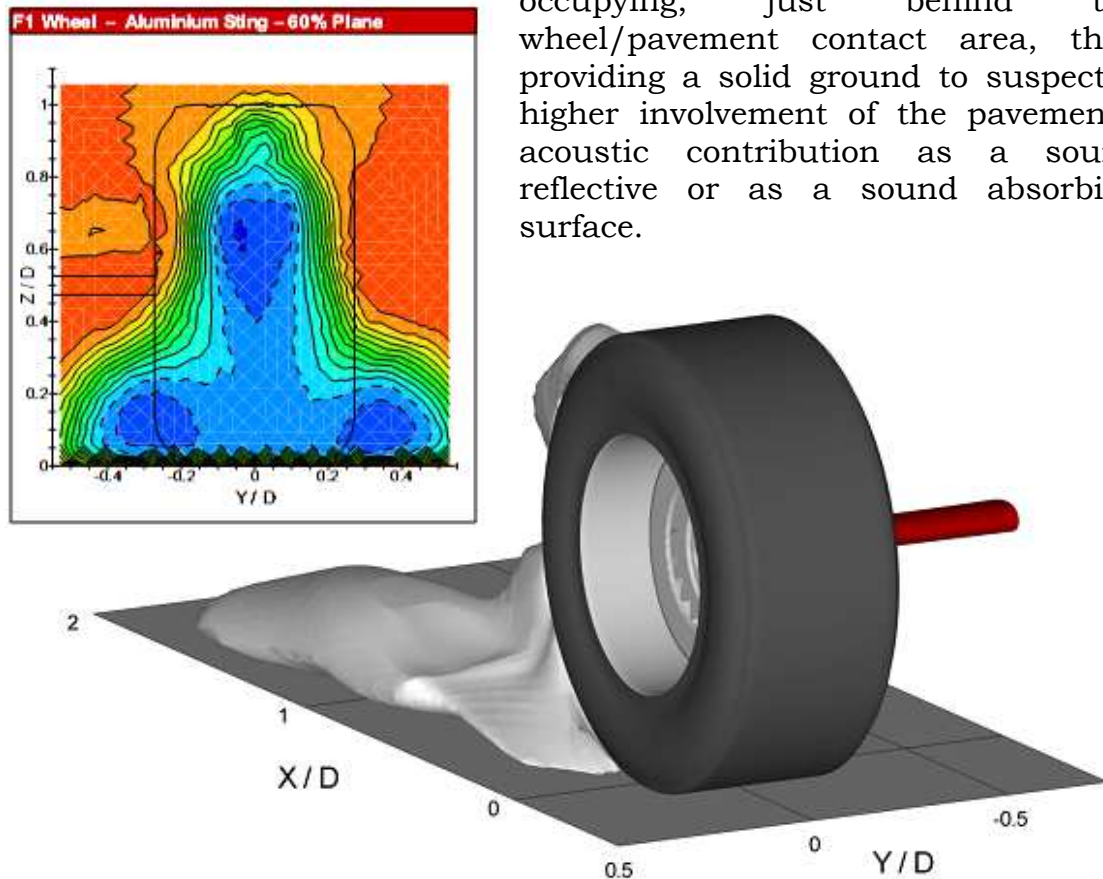 F1 Wheel – Aluminium Sting – 60% Plane
1
0.8
0.6
0.4
0.2
0
Z / D
-0.4 -0.2 0 0.2 0.4
Y / D
occupying, just behind
wheel/pavement contact area,
providing a solid ground to
higher involvement of the
acoustic contribution as a
reflective or as a sound
surface.
2
1
0
X / D
0.5
0
-0.5
Y / D